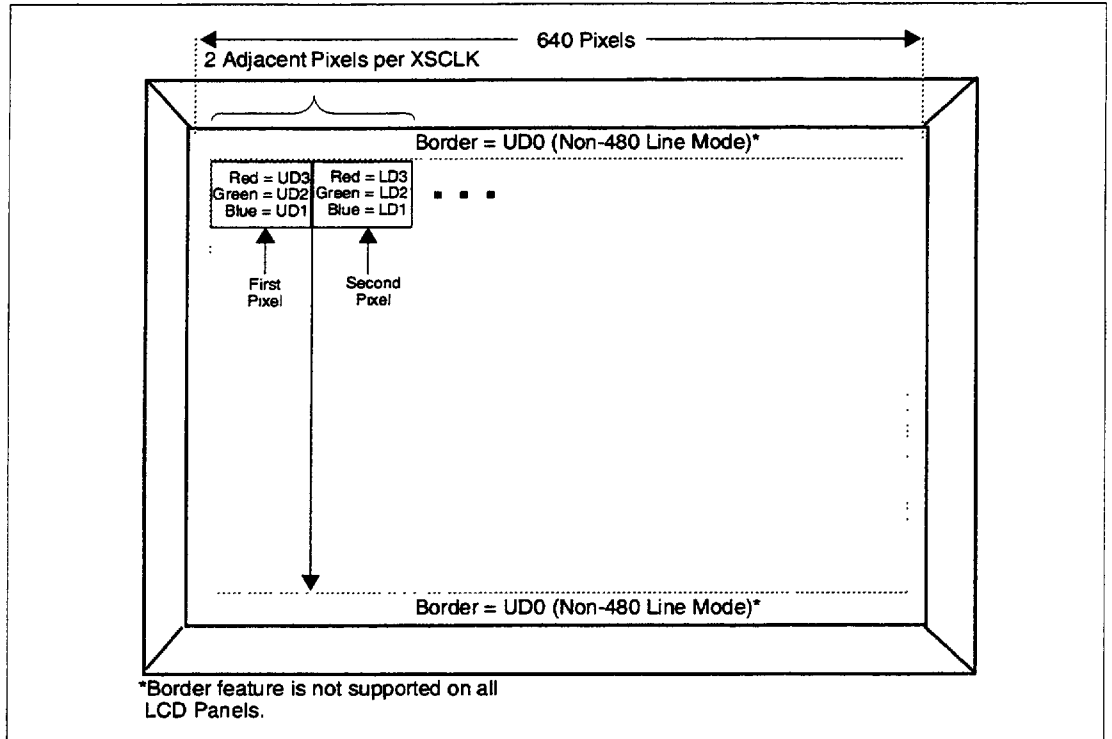 640 Pixels
2 Adjacent Pixels per XSCLK
Border = UD0 (Non-480 Line Mode)*
Red = UD3
Green = UD2
Blue = UD1
Red = LD3
Green = LD2
Blue = LD1
First
Pixel
Second
Pixel
Border = UD0 (Non-480 Line Mode)*
*Border feature is not supported on all
LCD Panels.